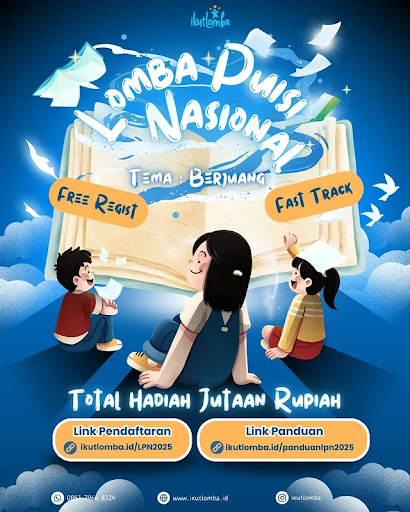 ikutlomba
Lomba Puisi
Nasional
Tema : Berjuang
Free Regist
Fast Track
Total Hadiah Jutaan Rupiah
Link Pendaftaran
ikutlomba.id/LPN2025
Link Panduan
ikutlomba.id/panduanlpn2025
8324
www.ikutlomba.id
ikutlomba